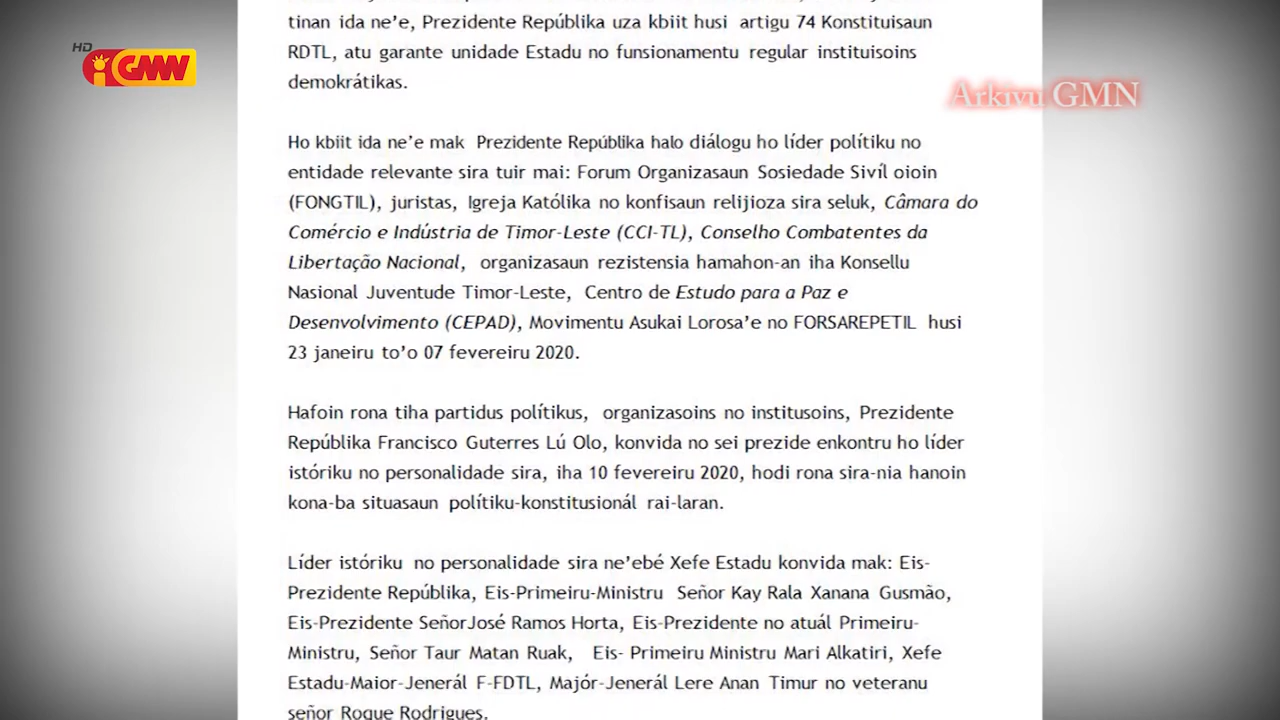 HD
GMN
Arkivu GMN
tinan ida ne’e, Prezidente Repúblika uza kbiit husi artigu 74 Konstituisaun
RDTL, atu garante unidade Estadu no funsionamentu regular instituisoins
demokrátikas.
Ho kbiit ida ne’e mak Prezidente Repúblika halo diálogu ho líder polítiku no
entidade relevante sira tuir mai: Forum Organizasaun Sosiedade Sivíl oioin
(FONGTIL), juristas, Igreja Katólika no konfisaun relijioza sira seluk, Câmara do
Comércio e Indústria de Timor-Leste (CCI-TL), Conselho Combatentes da
Libertação Nacional, organizasaun rezistensia hamahon-an iha Konsellu
Nasional Juventude Timor-Leste, Centro de Estudo para a Paz e
Desenvolvimento (CEPAD), Movimentu Asukai Lorosa’e no FORSAREPETIL husi
23 janeiru to’o 07 fevereiru 2020.
Hafoin rona tiha partidus polítikus, organizasoins no institusoins, Prezidente
Repúblika Francisco Guterres Lú Olo, konvida no sei prezide enkontru ho líder
istóriku no personalidade sira, iha 10 fevereiru 2020, hodi rona sira-nia hanoin
kona-ba situasaun polítiku-konstitusionál rai-laran.
Líder istóriku no personalidade sira ne’ebé Xefe Estadu konvida mak: Eis-
Prezidente Repúblika, Eis-Primeiru-Ministru Señor Kay Rala Xanana Gusmão,
Eis-Prezidente SeñorJosé Ramos Horta, Eis-Prezidente no atuál Primeiru-
Ministru, Señor Taur Matan Ruak, Eis- Primeiru Ministru Mari Alkatiri, Xefe
Estadu-Maior-Jenerál F-FDTL, Majór-Jenerál Lere Anan Timur no veteranu
señor Roque Rodrigues.